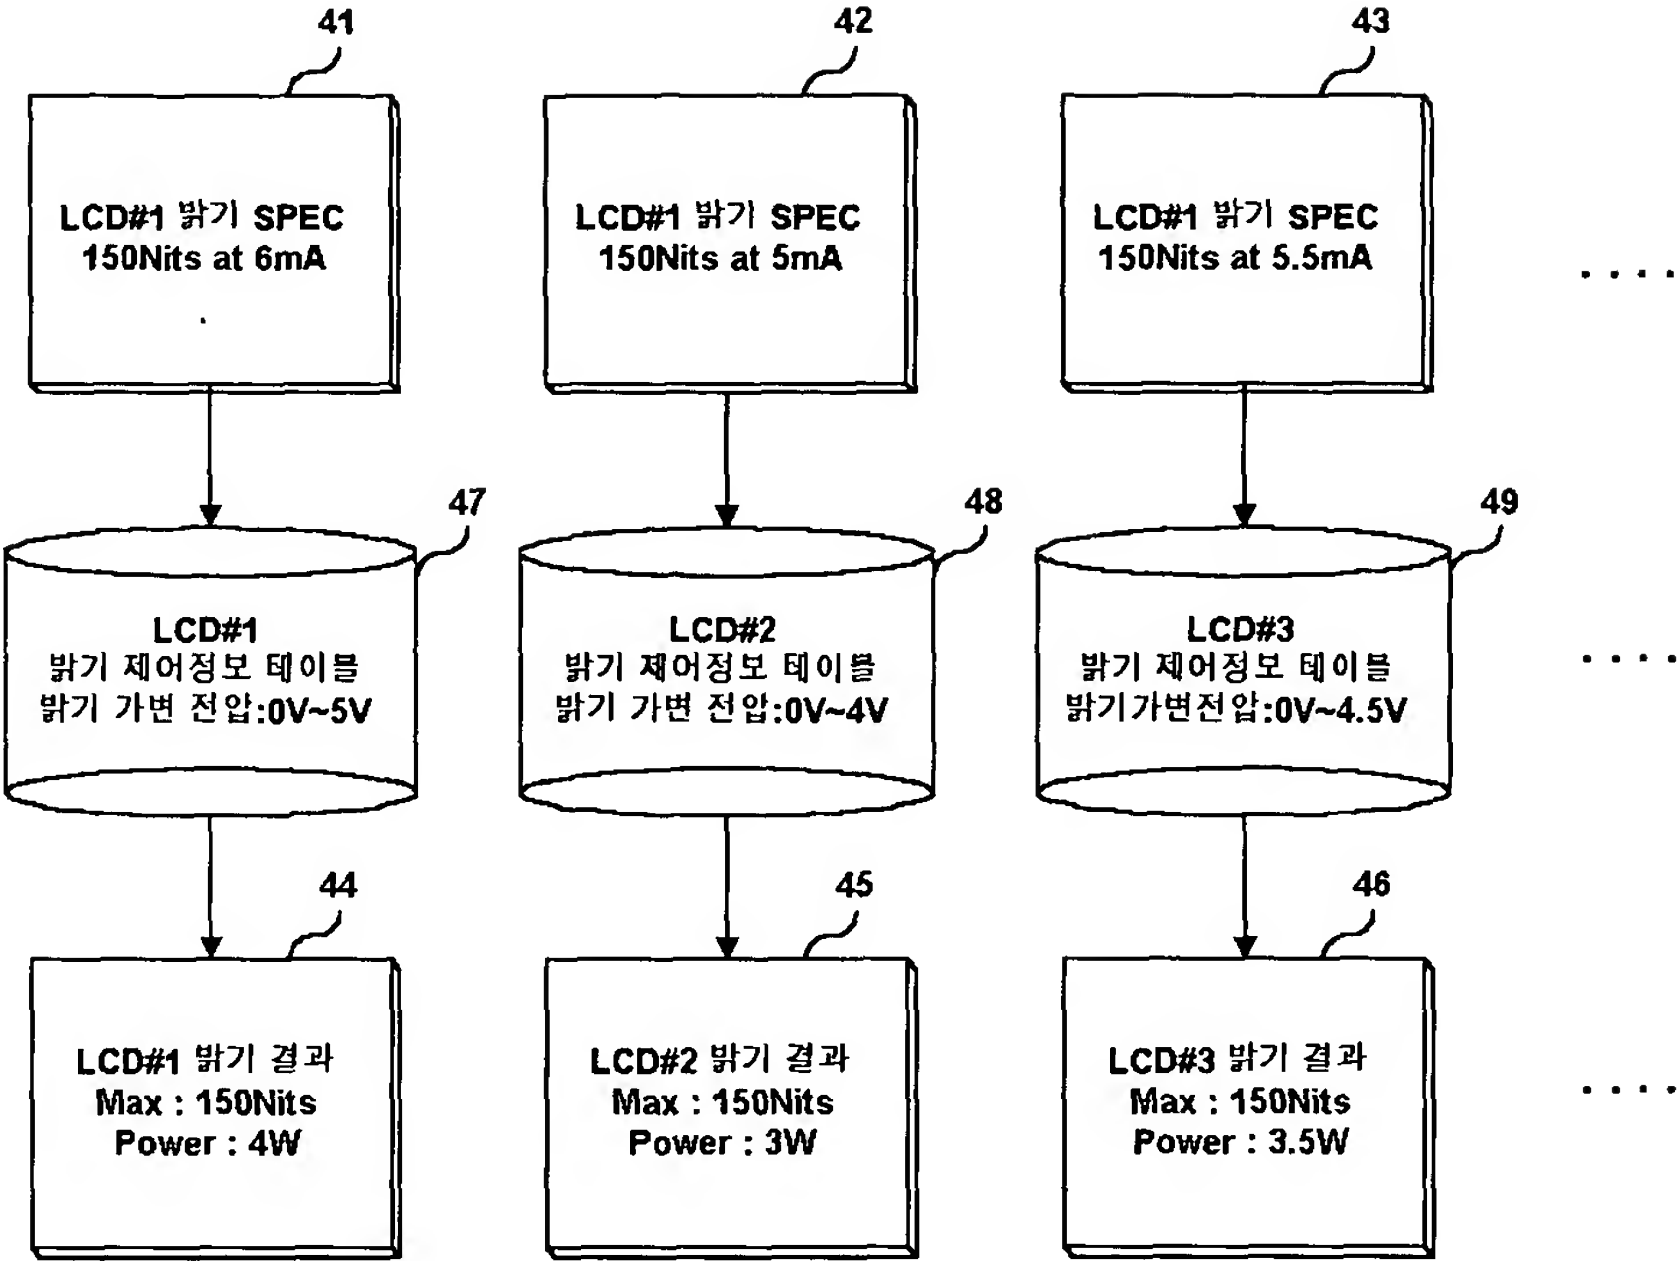 41
42
43
LCD#1 밝기 SPEC
150Nits at 6mA
LCD#1 밝기 SPEC
150Nits at 5mA
LCD#1 밝기 SPEC
150Nits at 5.5mA
47
48
49
LCD#1
밝기 제어정보 테이블
밝기 가변 전압:0V~5V
LCD#2
밝기 제어정보 테이블
밝기 가변 전압:0V~4V
LCD#3
밝기 제어정보 테이블
밝기가변전압:0V~4.5V
44
45
46
LCD#1 밝기 결과
Max : 150Nits
Power : 4W
LCD#2 밝기 결과
Max : 150Nits
Power : 3W
LCD#3 밝기 결과
Max : 150Nits
Power : 3.5W